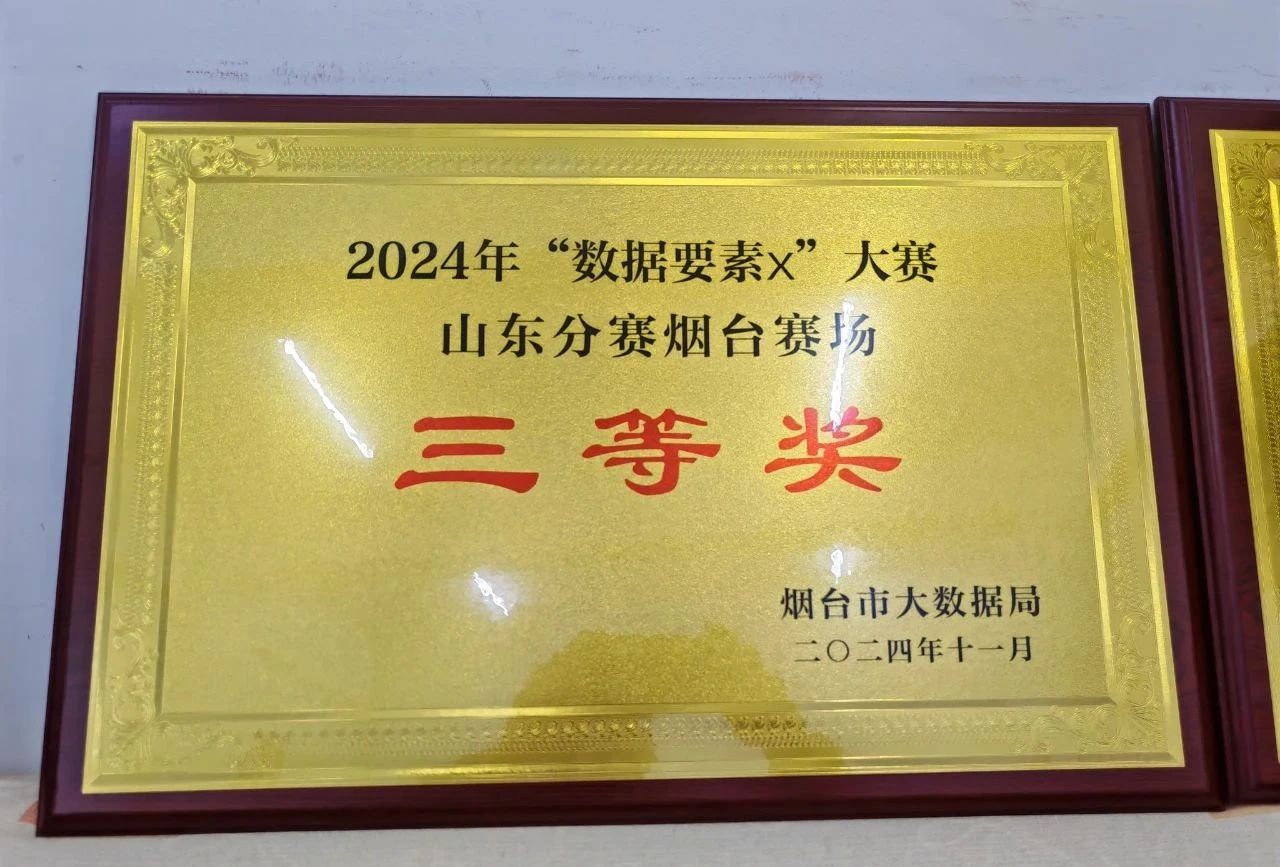 2024年“数据要素x”大赛
山东分赛烟台赛场
三等奖
烟台市大数据局
二〇二四年十一月